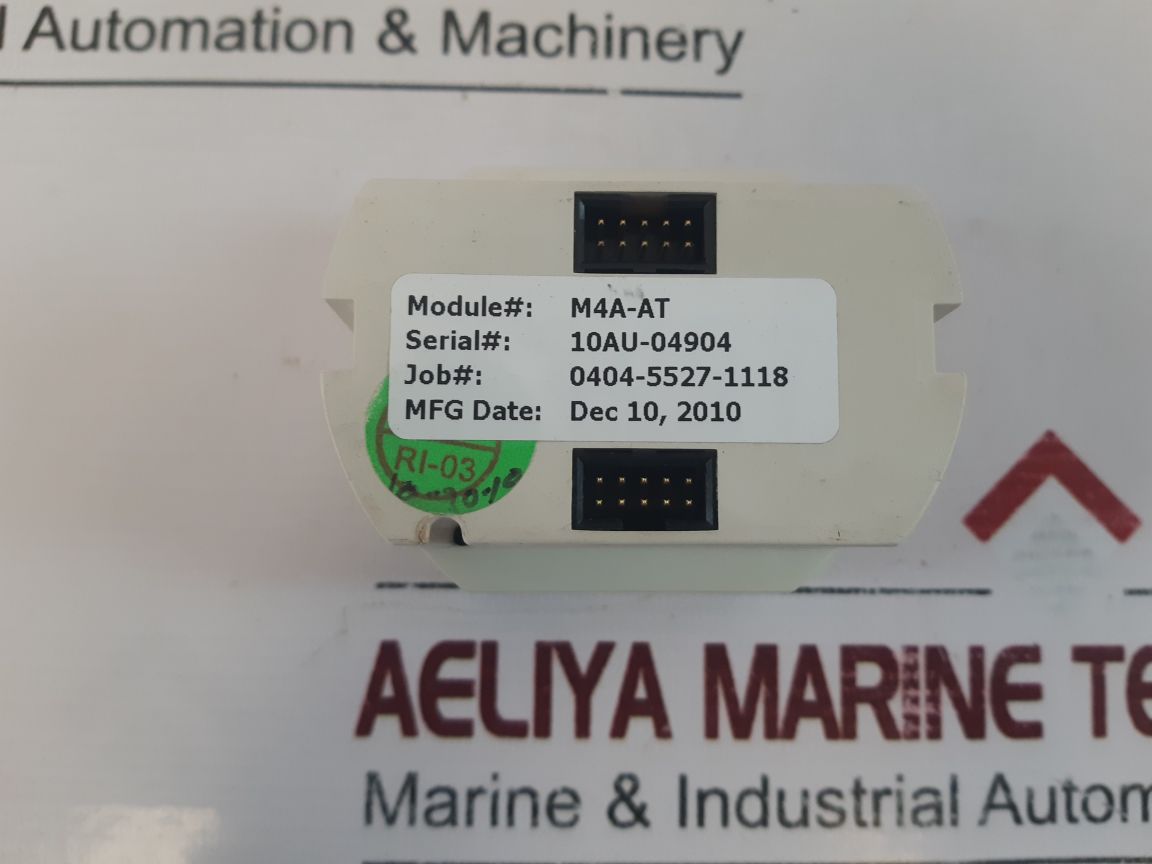 Automation & Machinery
Module#: M4A-AT
Serial#: 10AU-04904
Job#: 0404-5527-1118
MFG Date: Dec 10, 2010
RI-03
AELIYA MARINE TE
Marine & Industrial Autom